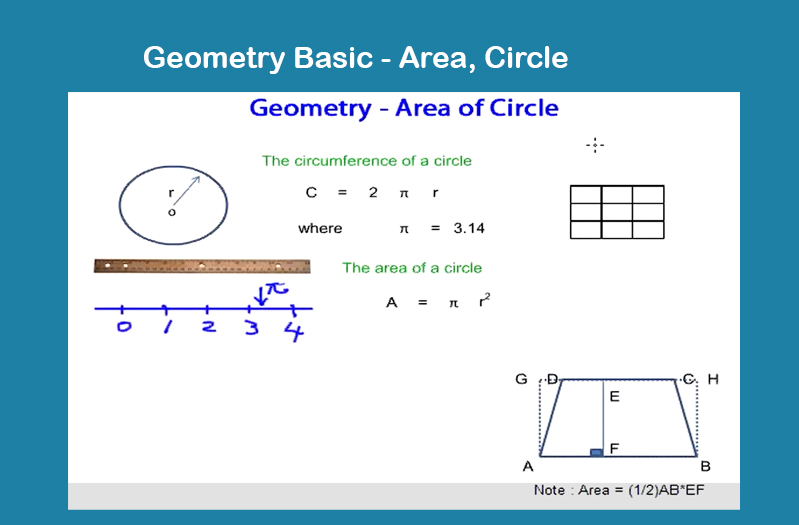 Geometry Basic - Area, Circle
Geometry - Area of Circle
The circumference of a circle
C = 2 π r
where π = 3.14
r
o
The area of a circle
A = π r²
π
0 1 2 3 4
G D C H
E
F
A B
Note : Area = (1/2)AB*EF